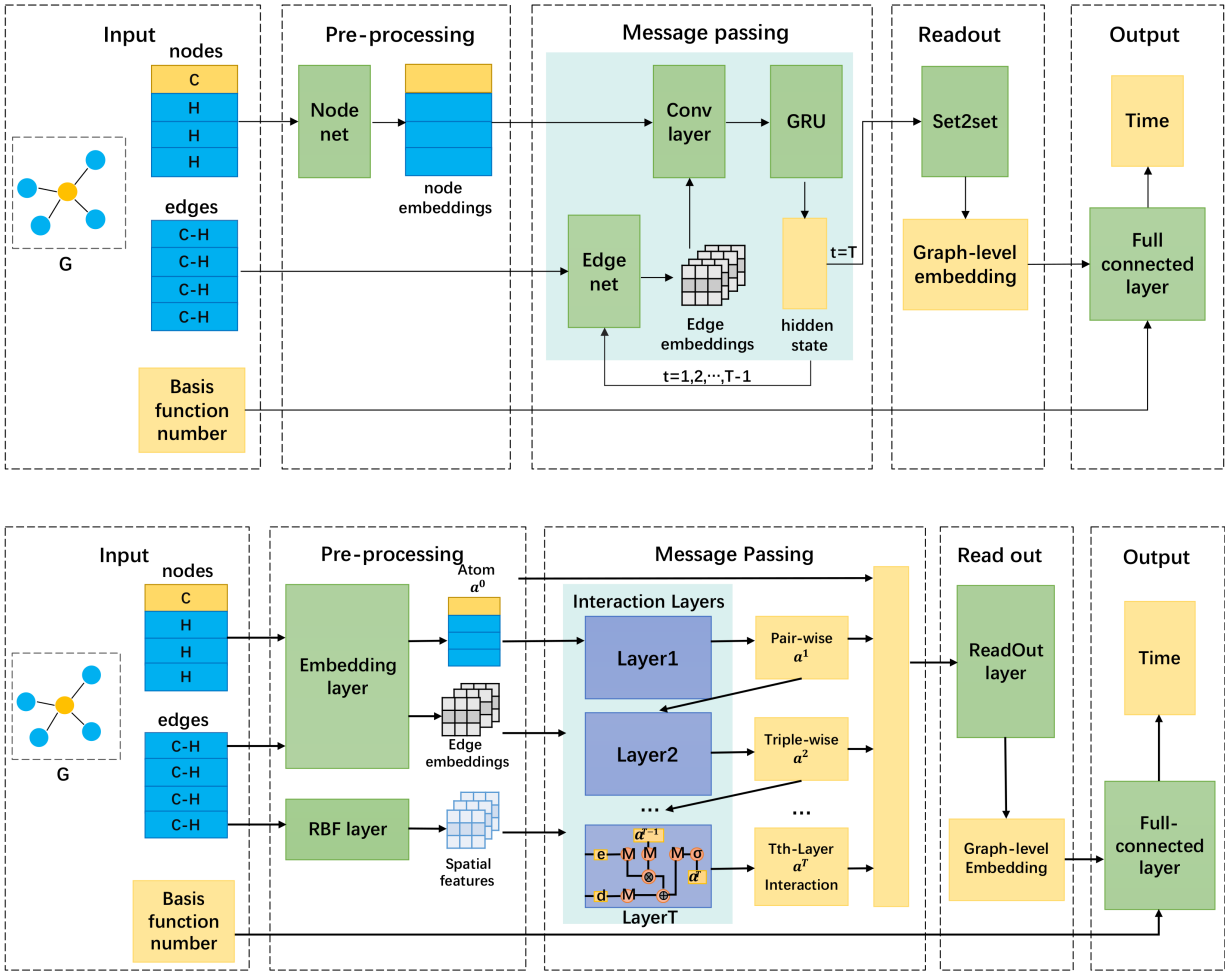 Input
Pre-processing
Message passing
Readout
Output
nodes
C
H
H
H
G
edges
C-H
C-H
C-H
C-H
Basis
function
number
Node
net
node
embeddings
Conv
layer
GRU
Edge
net
Edge
embeddings
hidden
state
t=T
t=1,2,⋯,T-1
Set2set
Graph-level
embedding
Time
Full
connected
layer
Input
Pre-processing
Message Passing
Read out
Output
nodes
C
H
H
H
G
edges
C-H
C-H
C-H
C-H
Basis
function
number
Embedding
layer
RBF layer
Atom
a⁰
Edge
embeddings
Spatial
features
Interaction Layers
Layer1
Layer2
...
aᵀ⁻¹
e M M M σ
⊗
aᵀ
d M ⊕
LayerT
Pair-wise
a¹
Triple-wise
a²
...
Tth-Layer
aᵀ
Interaction
ReadOut
layer
Graph-level
Embedding
Time
Full-
connected
layer